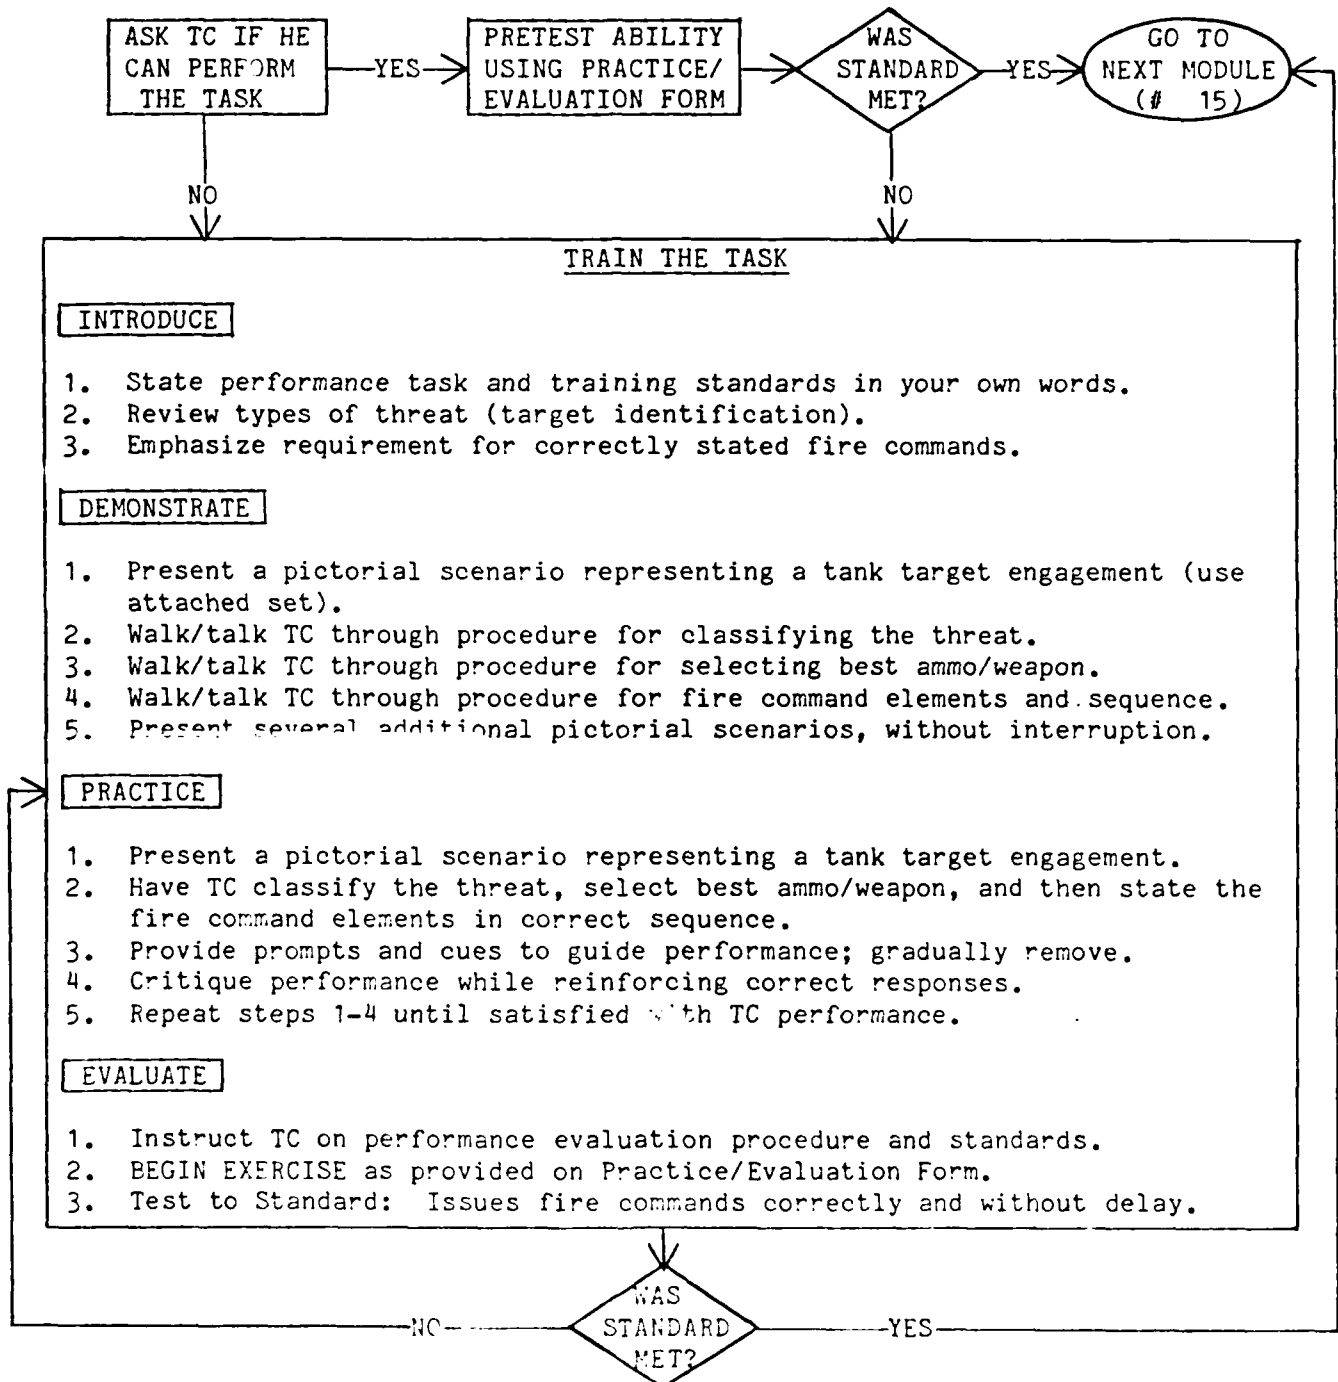 ASK TC IF HE
CAN PERFORM
THE TASK
YES
PRETEST ABILITY
USING PRACTICE/
EVALUATION FORM
WAS
STANDARD
MET?
YES
GO TO
NEXT MODULE
(# 15)
NO
NO
TRAIN THE TASK
INTRODUCE
1. State performance task and training standards in your own words.
2. Review types of threat (target identification).
3. Emphasize requirement for correctly stated fire commands.
DEMONSTRATE
1. Present a pictorial scenario representing a tank target engagement (use
attached set).
2. Walk/talk TC through procedure for classifying the threat.
3. Walk/talk TC through procedure for selecting best ammo/weapon.
4. Walk/talk TC through procedure for fire command elements and sequence.
5. Present several additional pictorial scenarios, without interruption.
PRACTICE
1. Present a pictorial scenario representing a tank target engagement.
2. Have TC classify the threat, select best ammo/weapon, and then state the
fire command elements in correct sequence.
3. Provide prompts and cues to guide performance; gradually remove.
4. Critique performance while reinforcing correct responses.
5. Repeat steps 1-4 until satisfied with TC performance.
EVALUATE
1. Instruct TC on performance evaluation procedure and standards.
2. BEGIN EXERCISE as provided on Practice/Evaluation Form.
3. Test to Standard: Issues fire commands correctly and without delay.
NO
WAS
STANDARD
MET?
YES